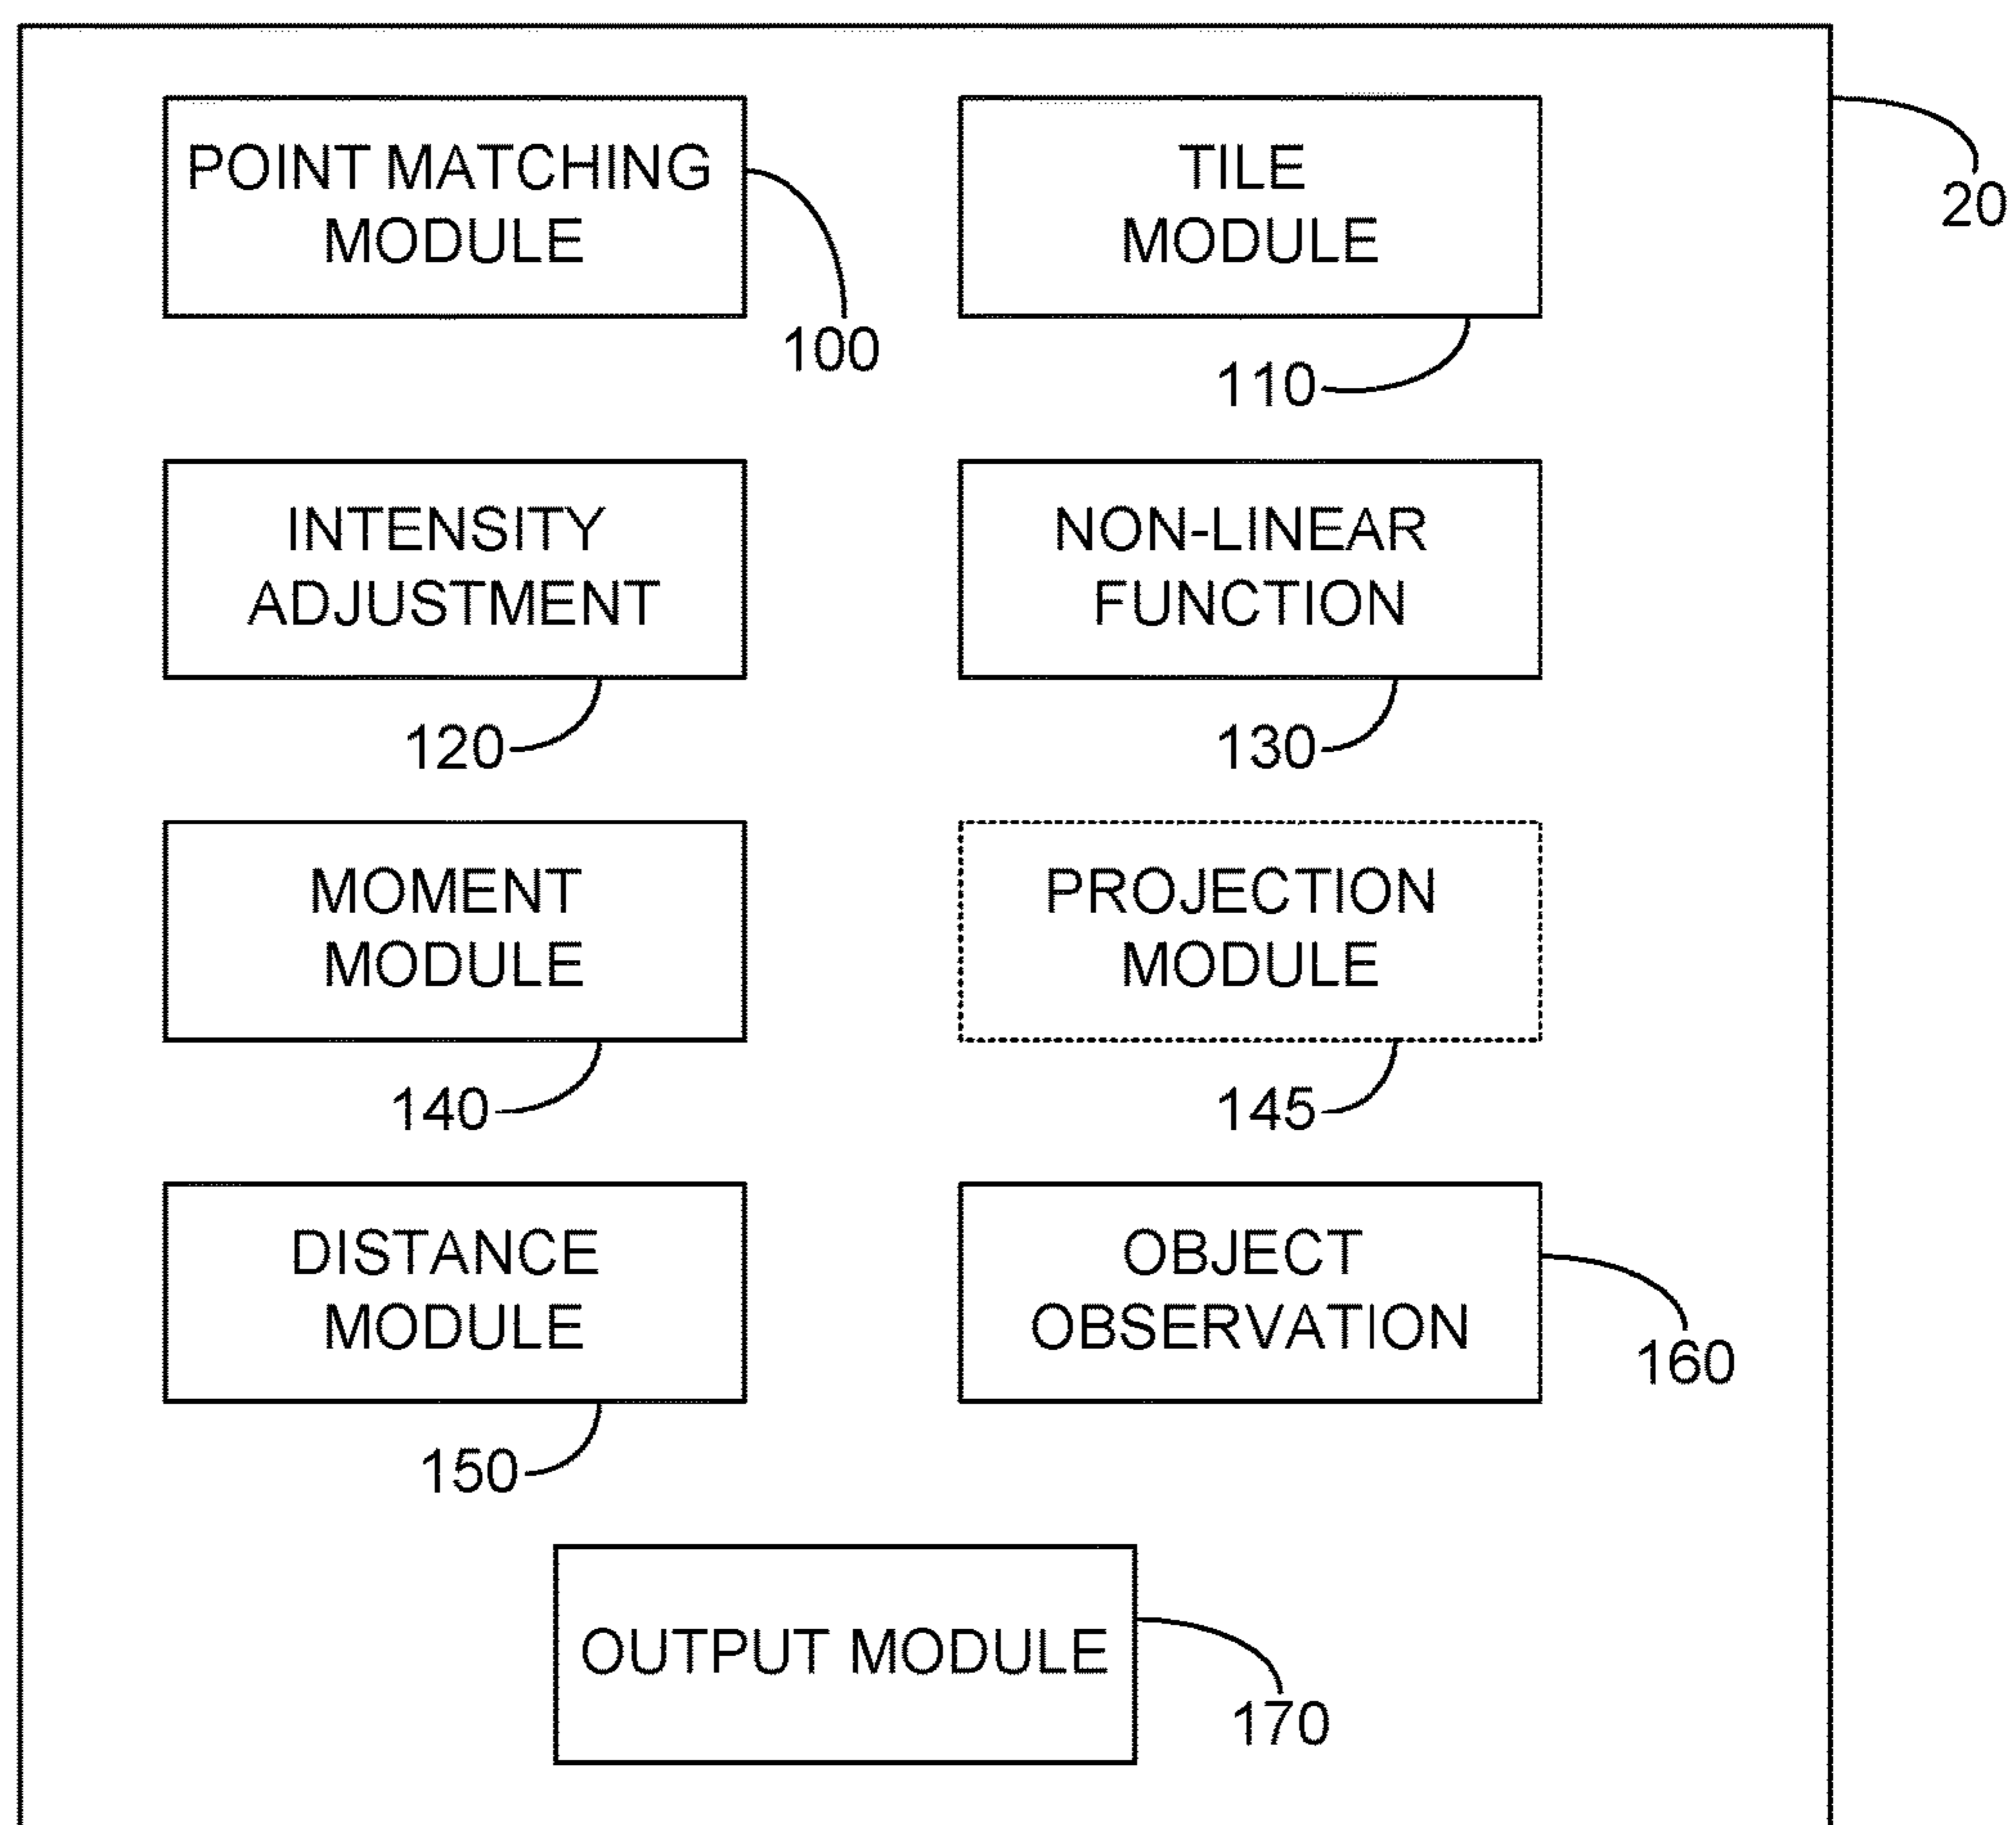 POINT MATCHING
MODULE
100
TILE
MODULE
110
20
INTENSITY
ADJUSTMENT
120
NON-LINEAR
FUNCTION
130
MOMENT
MODULE
140
PROJECTION
MODULE
145
DISTANCE
MODULE
150
OBJECT
OBSERVATION
160
OUTPUT MODULE
170